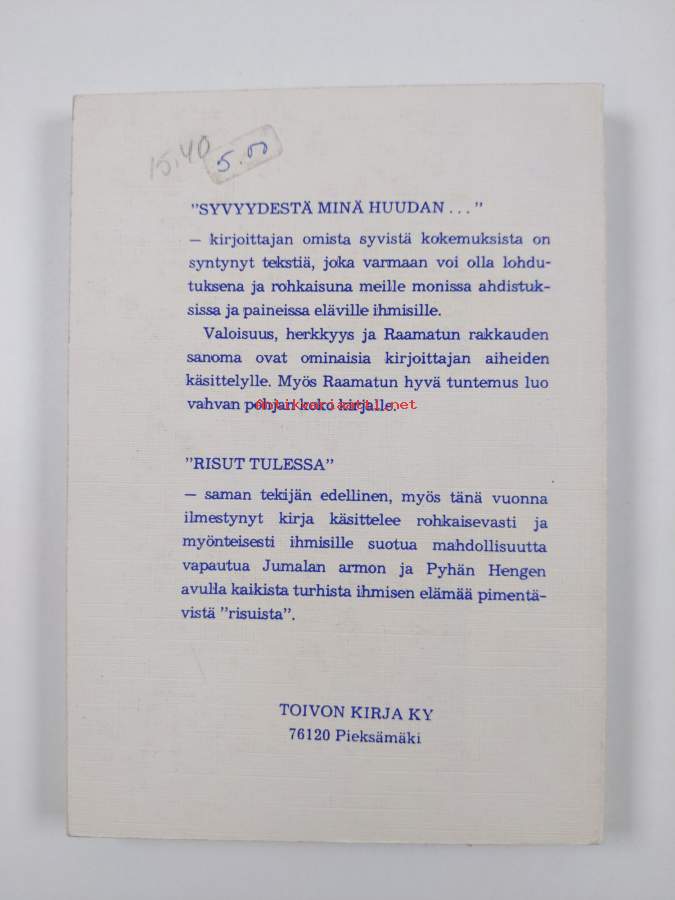 15,40
5.00
"SYVYYDESTÄ MINÄ HUUDAN . . ."
— kirjoittajan omista syvistä kokemuksista on
syntynyt tekstiä, joka varmaan voi olla lohdu-
tuksena ja rohkaisuna meille monissa ahdistuk-
sissa ja paineissa eläville ihmisille.
Valoisuus, herkkyys ja Raamatun rakkauden
sanoma ovat ominaisia kirjoittajan aiheiden
käsittelylle. Myös Raamatun hyvä tuntemus luo
vahvan pohjan koko kirjalle.
antikvariaatti.net
"RISUT TULESSA"
— saman tekijän edellinen, myös tänä vuonna
ilmestynyt kirja käsittelee rohkaisevasti ja
myönteisesti ihmisille suotua mahdollisuutta
vapautua Jumalan armon ja Pyhän Hengen
avulla kaikista turhista ihmisen elämää pimentä-
vistä "risuista".
TOIVON KIRJA KY
76120 Pieksämäki